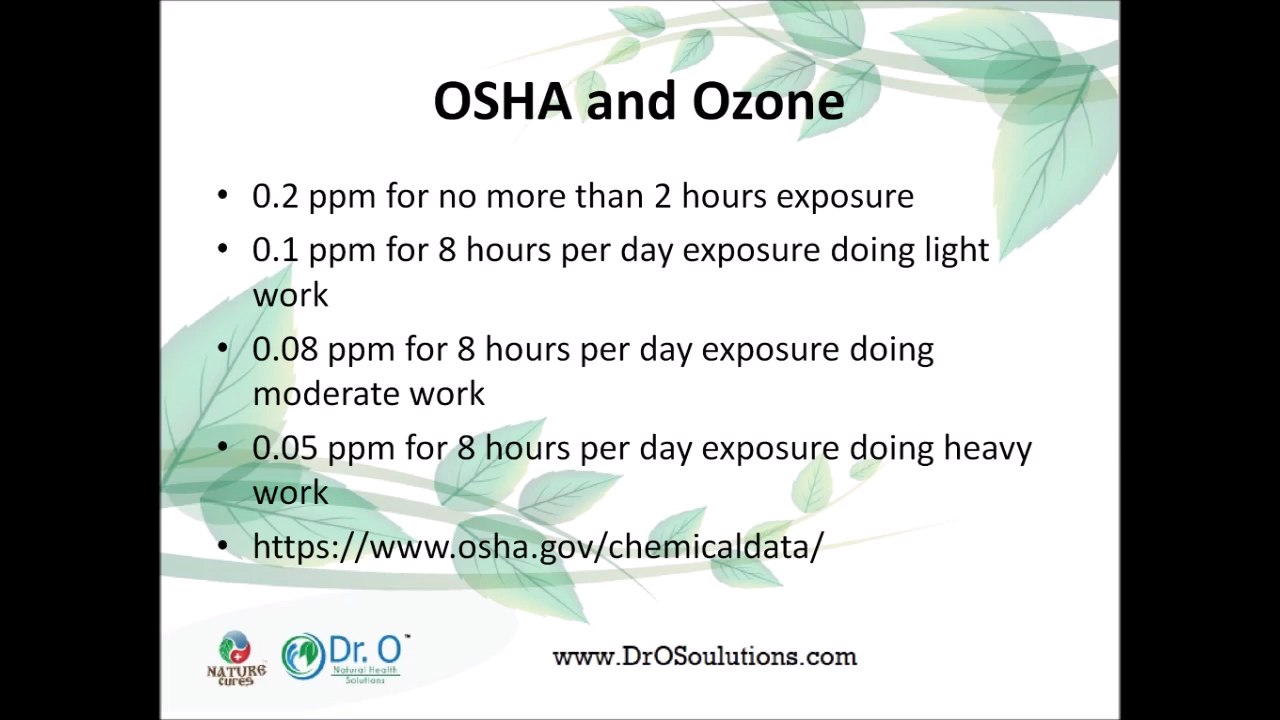 OSHA and Ozone
• 0.2 ppm for no more than 2 hours exposure
• 0.1 ppm for 8 hours per day exposure doing light
work
• 0.08 ppm for 8 hours per day exposure doing
moderate work
• 0.05 ppm for 8 hours per day exposure doing heavy
work
• https://www.osha.gov/chemicaldata/
NATURE
cures
Dr. O™
Natural Health
Solutions
www.DrOSoulutions.com